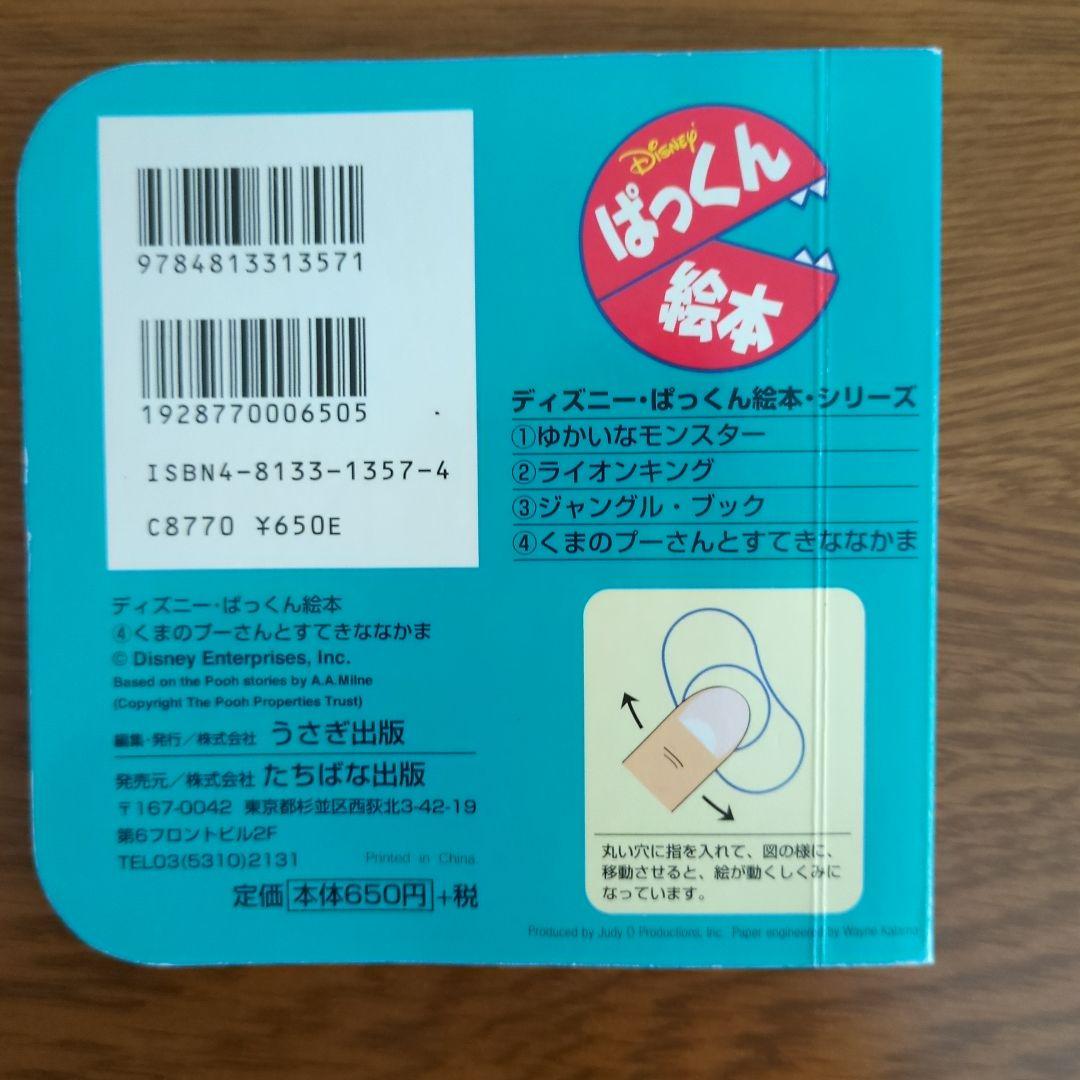 9784813313571
1928770006505
ISBN4-8133-1357-4
C8770 ¥650E
ディズニー・ぱっくん絵本
④くまのプーさんとすてきななかま
© Disney Enterprises, Inc.
Based on the Pooh stories by A.A.Milne
(Copyright The Pooh Properties Trust)
編集・発行／株式会社 うさぎ出版
発売元／株式会社 たちばな出版
〒167-0042 東京都杉並区西荻北3-42-19
第6フロントビル2F
TEL03(5310)2131
Printed in China.
定価 本体650円 +税
DISNEY
ぱっくん
絵本
ディズニー・ぱっくん絵本・シリーズ
①ゆかいなモンスター
②ライオンキング
③ジャングル・ブック
④くまのプーさんとすてきななかま
丸い穴に指を入れて、図の様に、
移動させると、絵が動くしくみに
なっています。
Produced by Judy O Productions, Inc. Paper engineered by Wayne Kalama